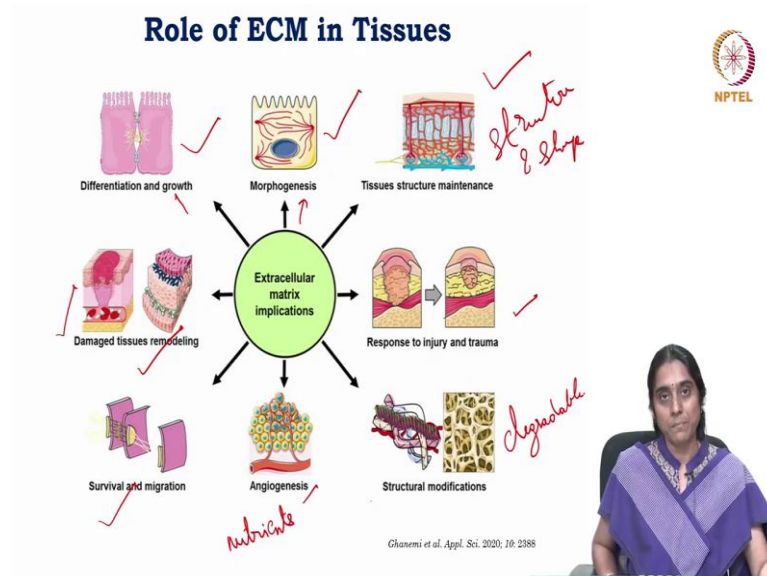 Role of ECM in Tissues
NPTEL
Differentiation and growth
Morphogenesis
Tissues structure maintenance
& Shape
Extracellular
matrix
implications
Damaged tissues remodeling
Response to injury and trauma
degradable
Survival and migration
Angiogenesis
Structural modifications
nutrients
Ghanemi et al. Appl. Sci. 2020; 10: 2388